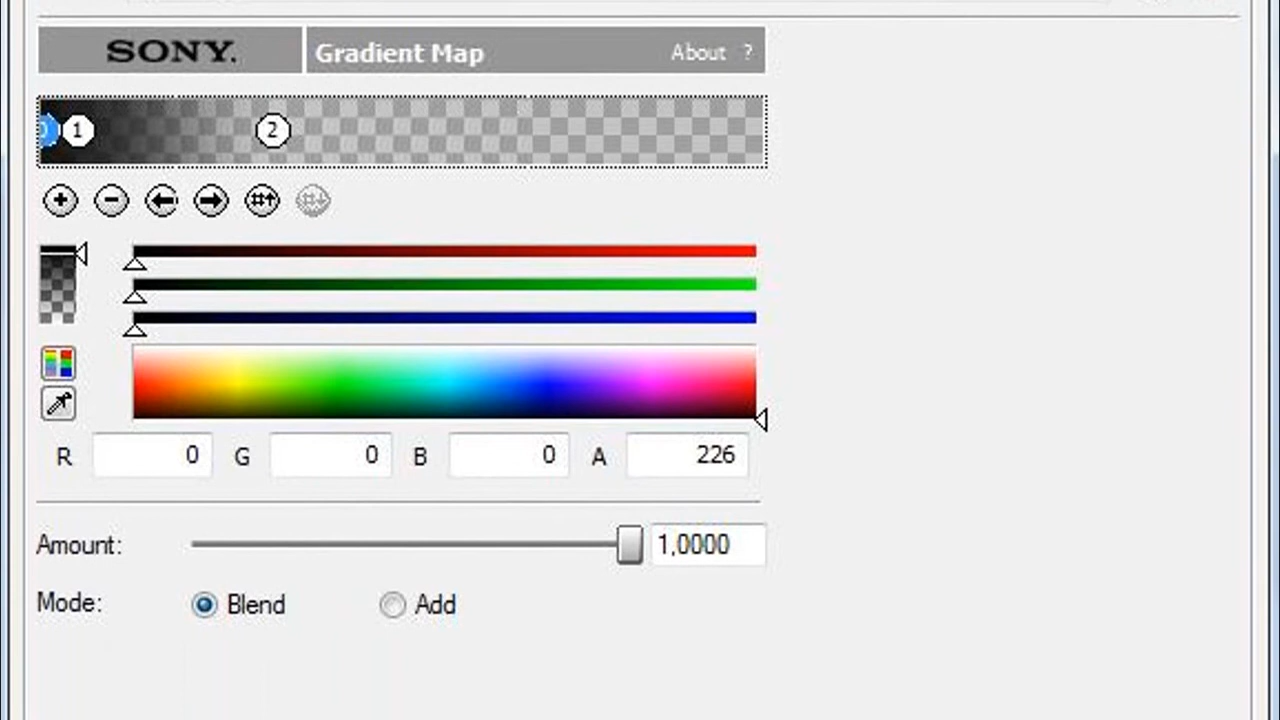 SONY. Gradient Map About ?
1 2
R 0 G 0 B 0 A 226
Amount: 1,0000
Mode: Blend Add